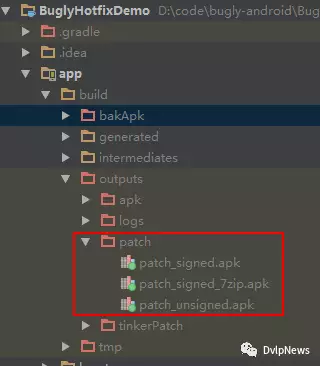 BuglyHotfixDemo D:\code\bugly-android\Bugly
.gradle
.idea
app
build
bakApk
generated
intermediates
outputs
apk
logs
patch
patch_signed.apk
patch_signed_7zip.apk
patch_unsigned.apk
tinkerPatch
tmp
DvlpNews